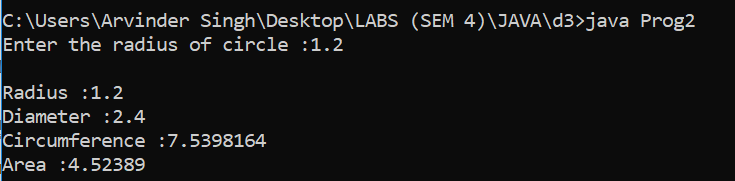 C:\Users\Arvinder Singh\Desktop\LABS (SEM 4)\JAVA\d3>java Prog2
Enter the radius of circle :1.2
Radius :1.2
Diameter :2.4
Circumference :7.5398164
Area :4.52389